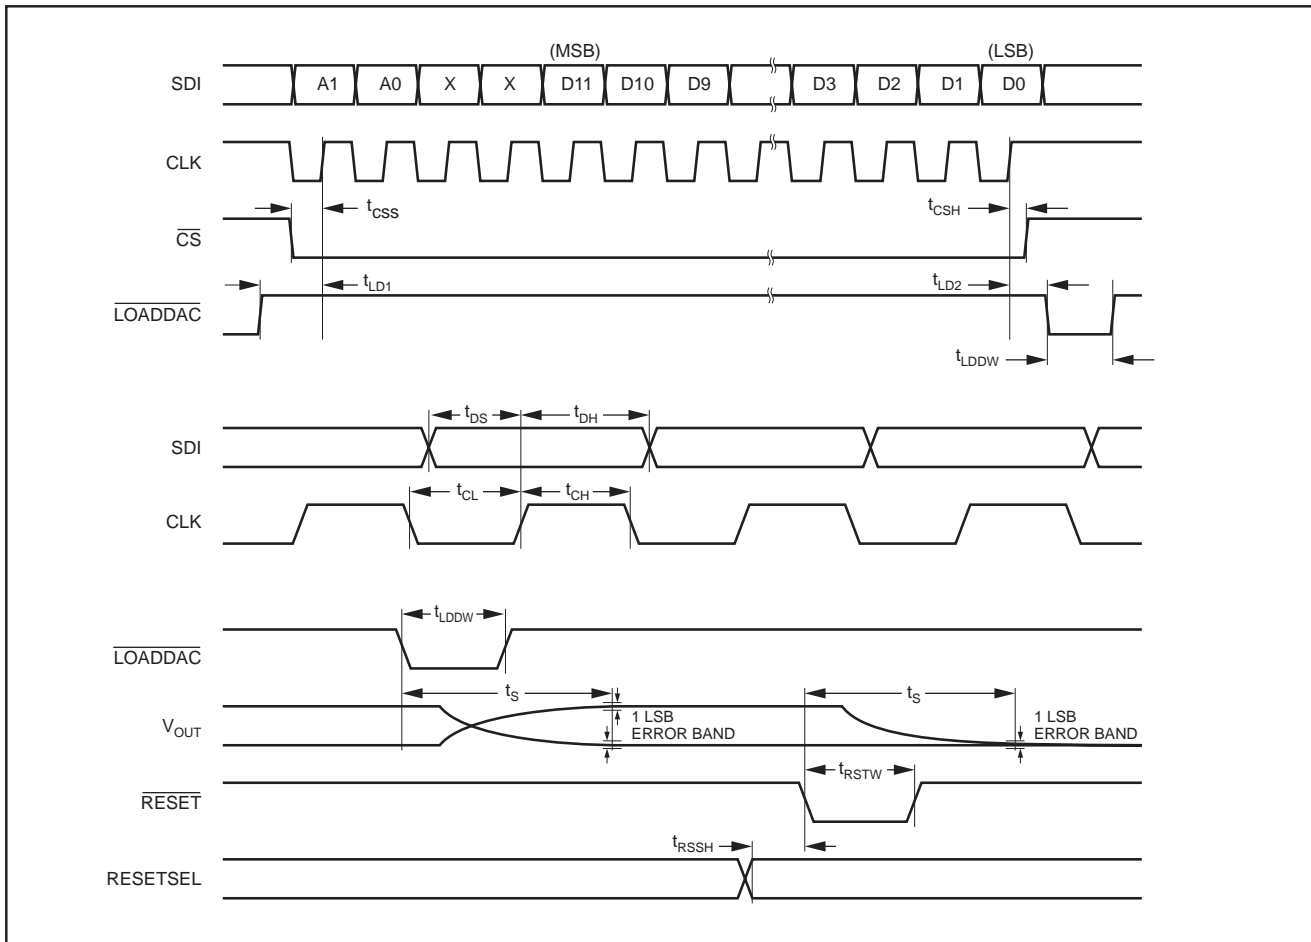 (MSB) (LSB)
SDI A1 A0 X X D11 D10 D9 D3 D2 D1 D0
CLK
tCSS tCSH
CS
tLD1 tLD2
LOADDAC
tLDDW
tDS tDH
SDI
tCL tCH
CLK
tLDDW
LOADDAC
tS tS
VOUT
1 LSB
ERROR BAND
1 LSB
ERROR BAND
tRSTW
RESET
tRSSH
RESETSEL